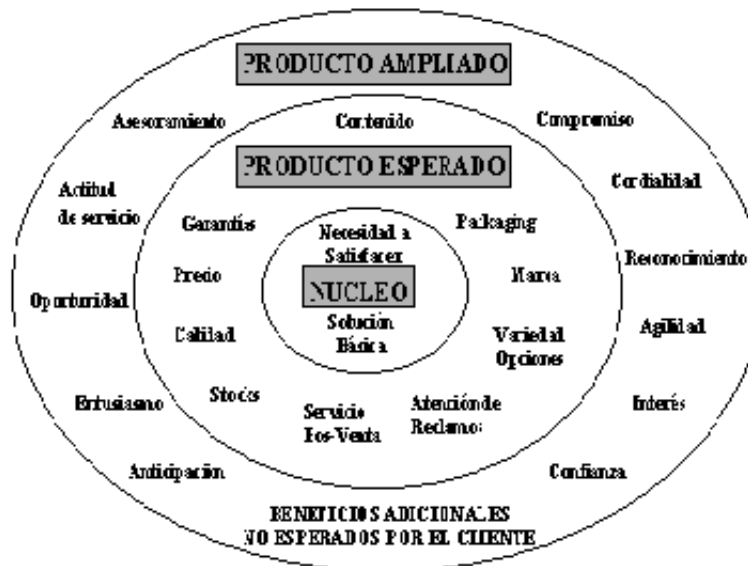 PRODUCTO AMPLIADO
Asesoramiento
Contenido
Compromiso
PRODUCTO ESPERADO
Cordialidad
Actitud
de servicio
Garantías
Packaging
Necesidad a
Satisfacer
Reconocimiento
Precio
Marca
NUCLEO
Oportunidad
Solución
Básica
Calidad
Variedad
Opciones
Agilidad
Stocks
Entusiasmo
Servicio
Pos-Venta
Atención de
Reclamos
Interés
Anticipación
Confianza
BENEFICIOS ADICIONALES
NO ESPERADOS POR EL CLIENTE